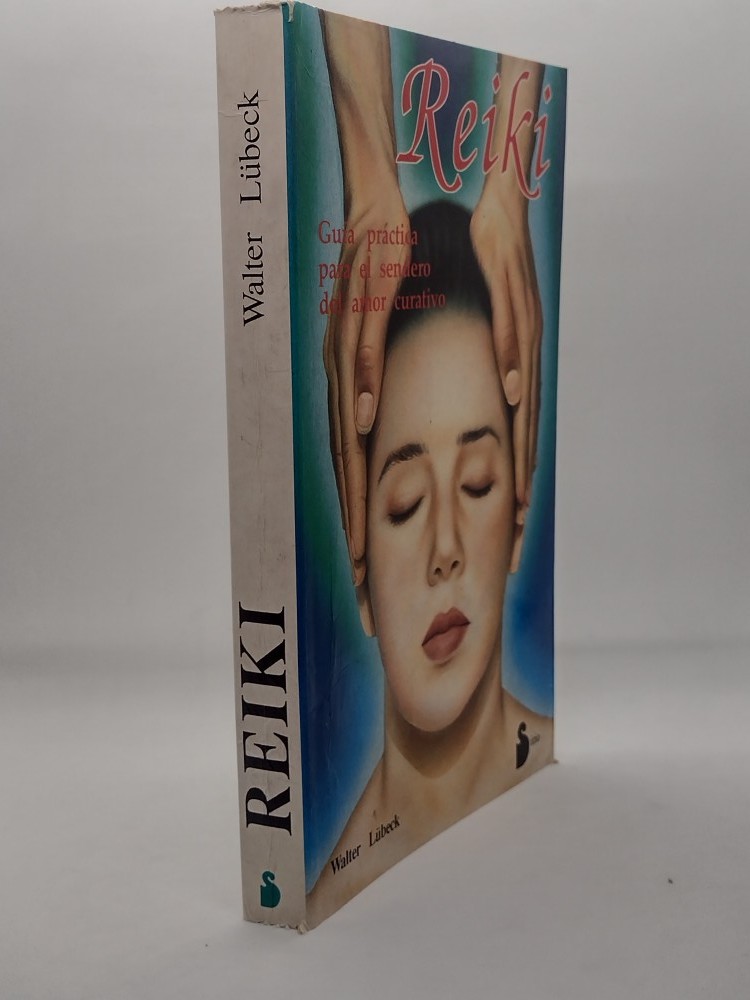 Walter Lübeck
REIKI
Reiki
Guía práctica
para el sendero
del amor curativo
Walter Lübeck